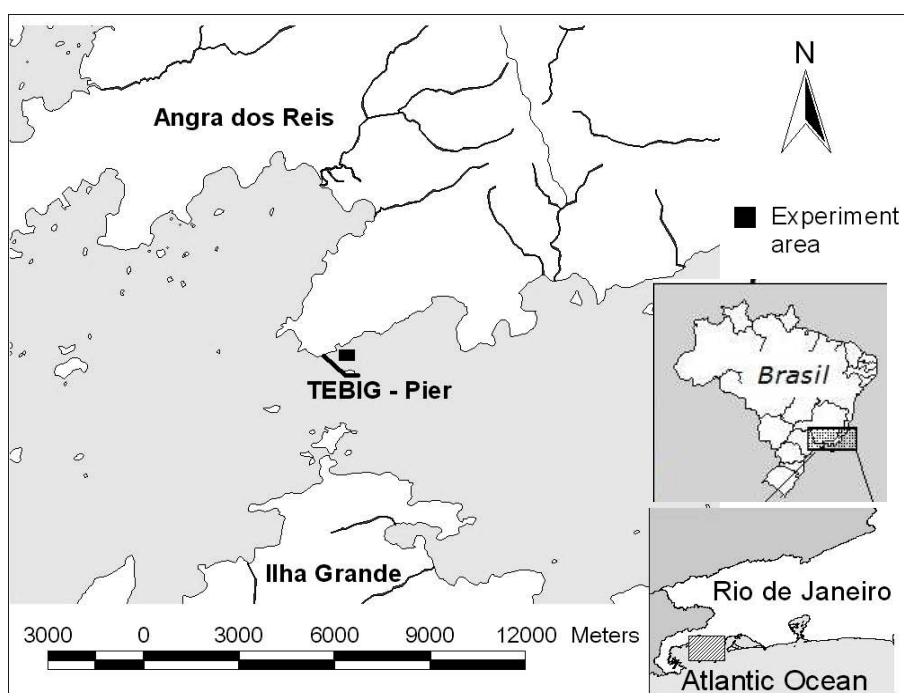 Angra dos Reis
N
Experiment
area
TEBIG - Pier
Brasil
Ilha Grande
Rio de Janeiro
Atlantic Ocean
3000 0 3000 6000 9000 12000 Meters